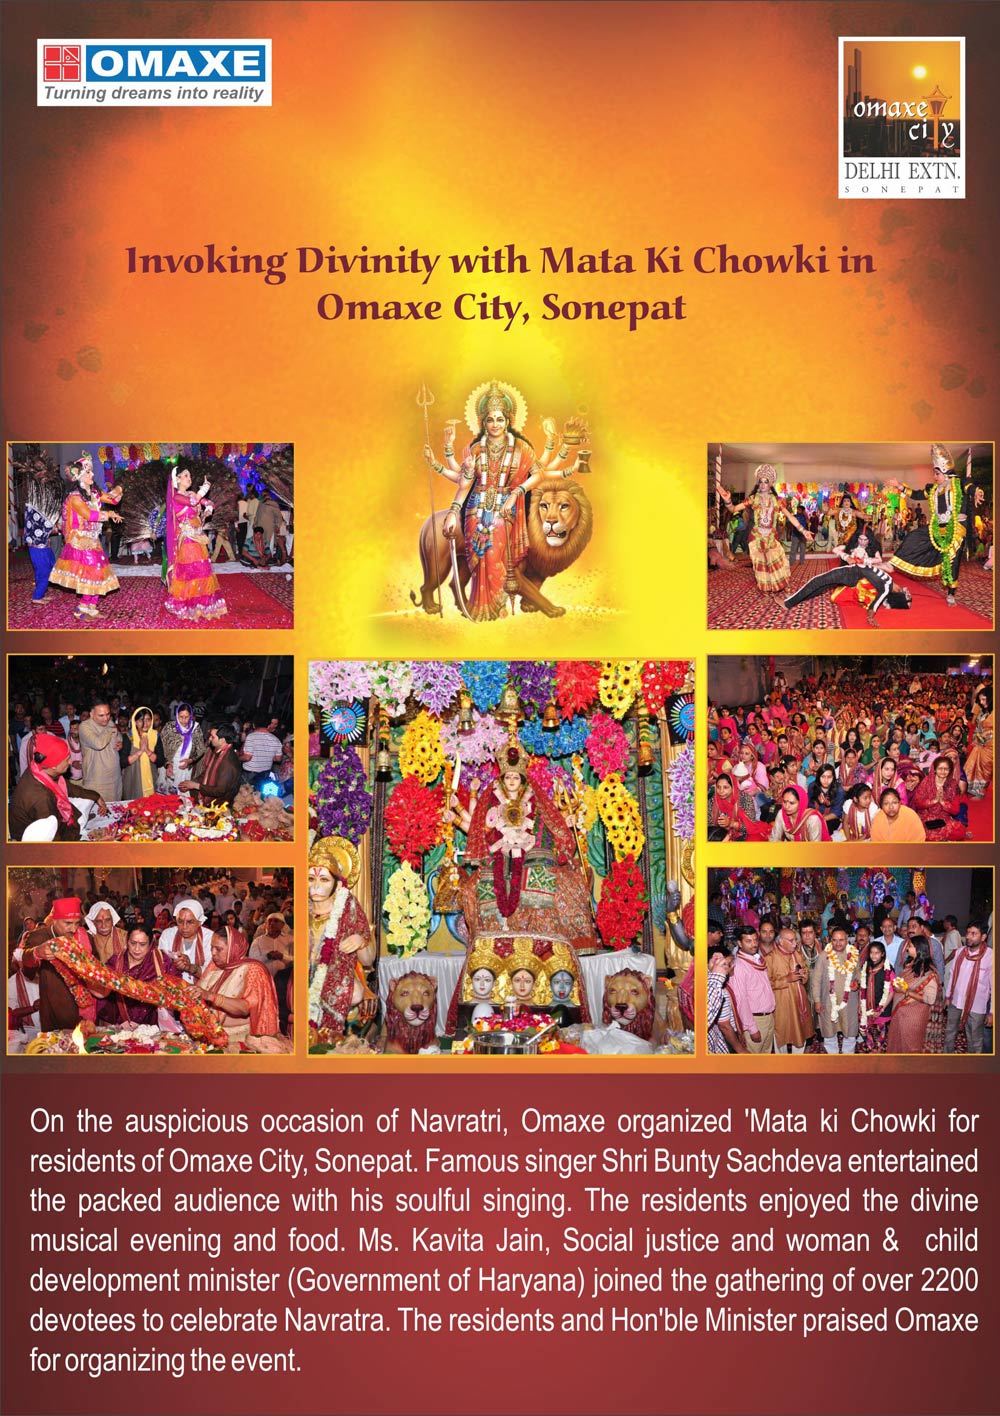 OMAXE
Turning dreams into reality
omaxe
city
DELHI EXTN.
SONEPAT
Invoking Divinity with Mata Ki Chowki in
Omaxe City, Sonepat
On the auspicious occasion of Navratri, Omaxe organized 'Mata ki Chowki for
residents of Omaxe City, Sonepat. Famous singer Shri Bunty Sachdeva entertained
the packed audience with his soulful singing. The residents enjoyed the divine
musical evening and food. Ms. Kavita Jain, Social justice and woman & child
development minister (Government of Haryana) joined the gathering of over 2200
devotees to celebrate Navratra. The residents and Hon'ble Minister praised Omaxe
for organizing the event.